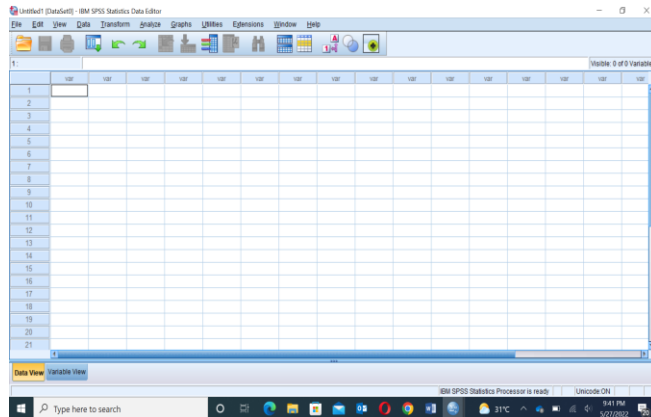 Untitled1 [DataSet0] - IBM SPSS Statistics Data Editor
File Edit View Data Transform Analyze Graphs Utilities Extensions Window Help
1 :
Visible: 0 of 0 Variable
var var var var var var var var var var var var var var var
1
2
3
4
5
6
7
8
9
10
11
12
13
14
15
16
17
18
19
20
21
Data View Variable View
IBM SPSS Statistics Processor is ready Unicode:ON
Type here to search
31°C
9:41 PM
5/27/2022
20